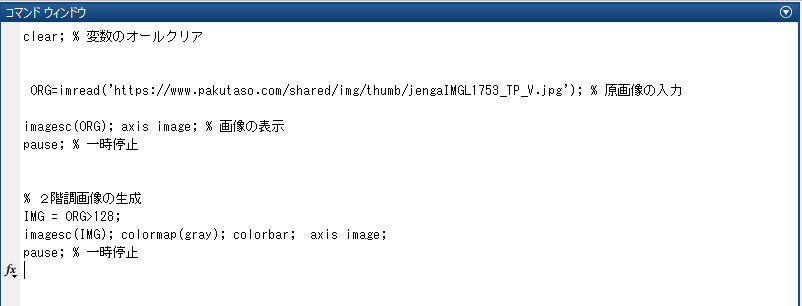 コマンド ウィンドウ
clear; % 変数のオールクリア
ORG=imread('https://www.pakutaso.com/shared/img/thumb/jengaIMGL1753_TP_V.jpg'); % 原画像の入力
imagesc(ORG); axis image; % 画像の表示
pause; % 一時停止
% ２階調画像の生成
IMG = ORG>128;
imagesc(IMG); colormap(gray); colorbar;  axis image;
pause; % 一時停止
fx